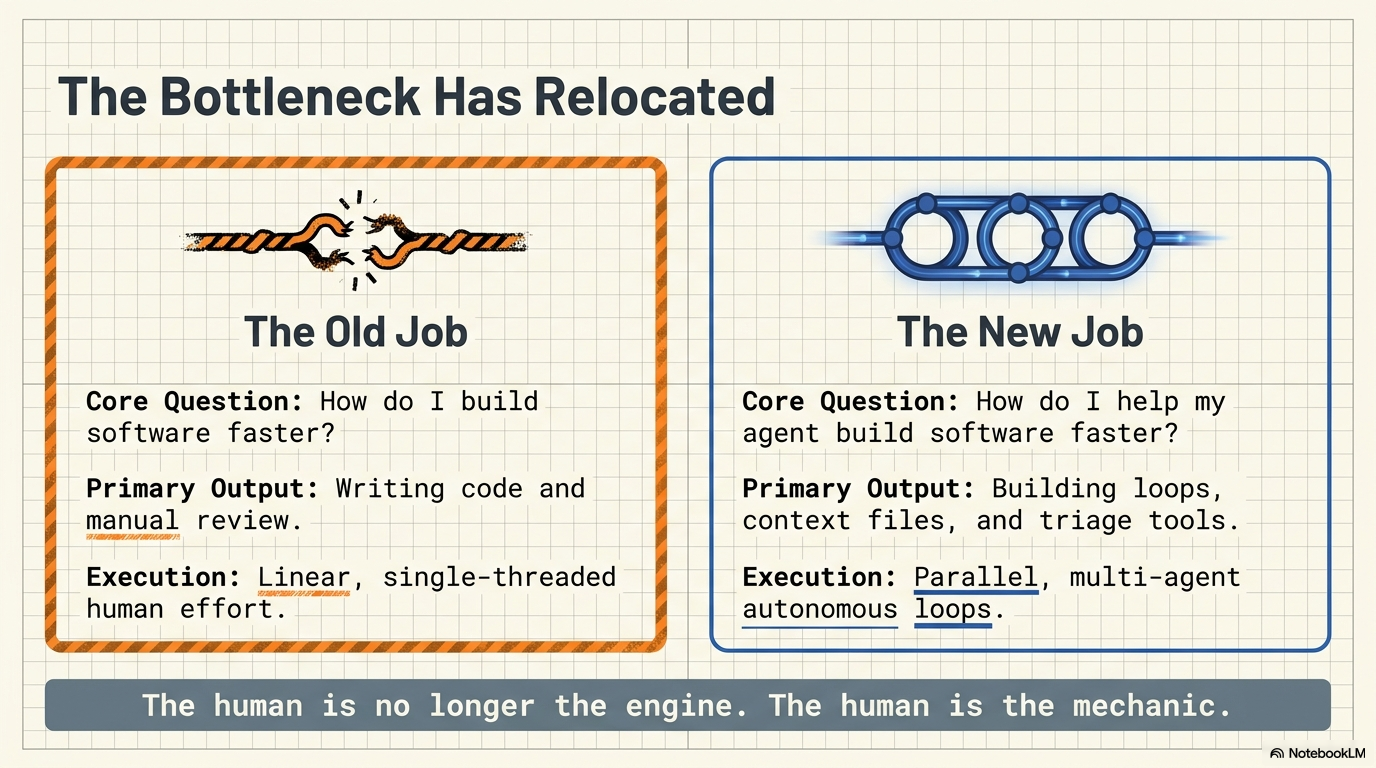 The Bottleneck Has Relocated
The Old Job
Core Question: How do I build
software faster?
Primary Output: Writing code and
manual review.
Execution: Linear, single-threaded
human effort.
The New Job
Core Question: How do I help my
agent build software faster?
Primary Output: Building loops,
context files, and triage tools.
Execution: Parallel, multi-agent
autonomous loops.
The human is no longer the engine. The human is the mechanic.
NotebookLM